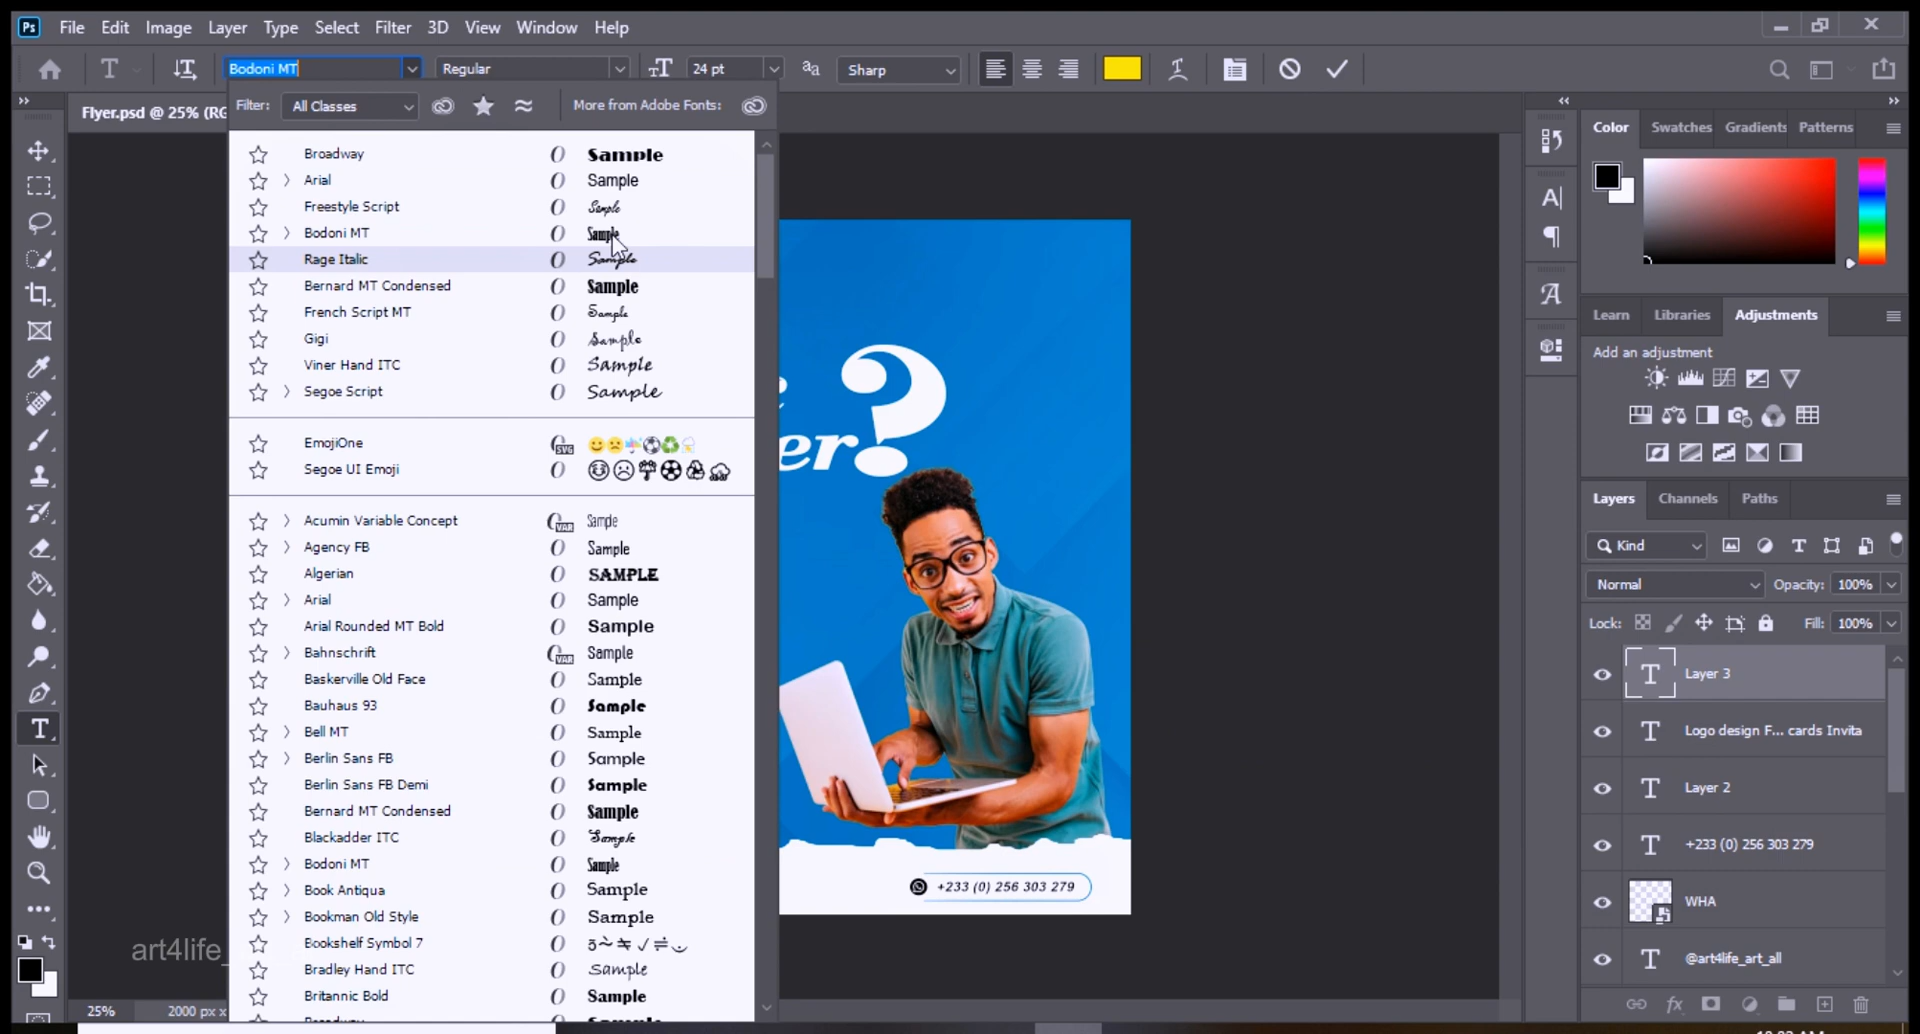 Ps File Edit Image Layer Type Select Filter 3D View Window Help
T Bodoni MT Regular 24 pt Sharp
Filter: All Classes More from Adobe Fonts:
Flyer.psd @ 25% (RG
Broadway Sample
Arial Sample
Freestyle Script Sample
Bodoni MT Sample
Rage Italic Sample
Bernard MT Condensed Sample
French Script MT Sample
Gigi Sample
Viner Hand ITC Sample
Segoe Script Sample
EmojiOne
Segoe UI Emoji
Acumin Variable Concept Sample
Agency FB Sample
Algerian SAMPLE
Arial Sample
Arial Rounded MT Bold Sample
Bahnschrift Sample
Baskerville Old Face Sample
Bauhaus 93 Sample
Bell MT Sample
Berlin Sans FB Sample
Berlin Sans FB Demi Sample
Bernard MT Condensed Sample
Blackadder ITC Sample
Bodoni MT Sample
Book Antiqua Sample
Bookman Old Style Sample
Bookshelf Symbol 7
Bradley Hand ITC Sample
Britannic Bold Sample
art4life_
25% 2000 px x
er?
+233 (0) 256 303 279
Color Swatches Gradients Patterns
Learn Libraries Adjustments
Add an adjustment
Layers Channels Paths
Kind
Normal Opacity: 100%
Lock: Fill: 100%
Layer 3
Logo design F... cards Invita
Layer 2
+233 (0) 256 303 279
WHA
@art4life_art_all